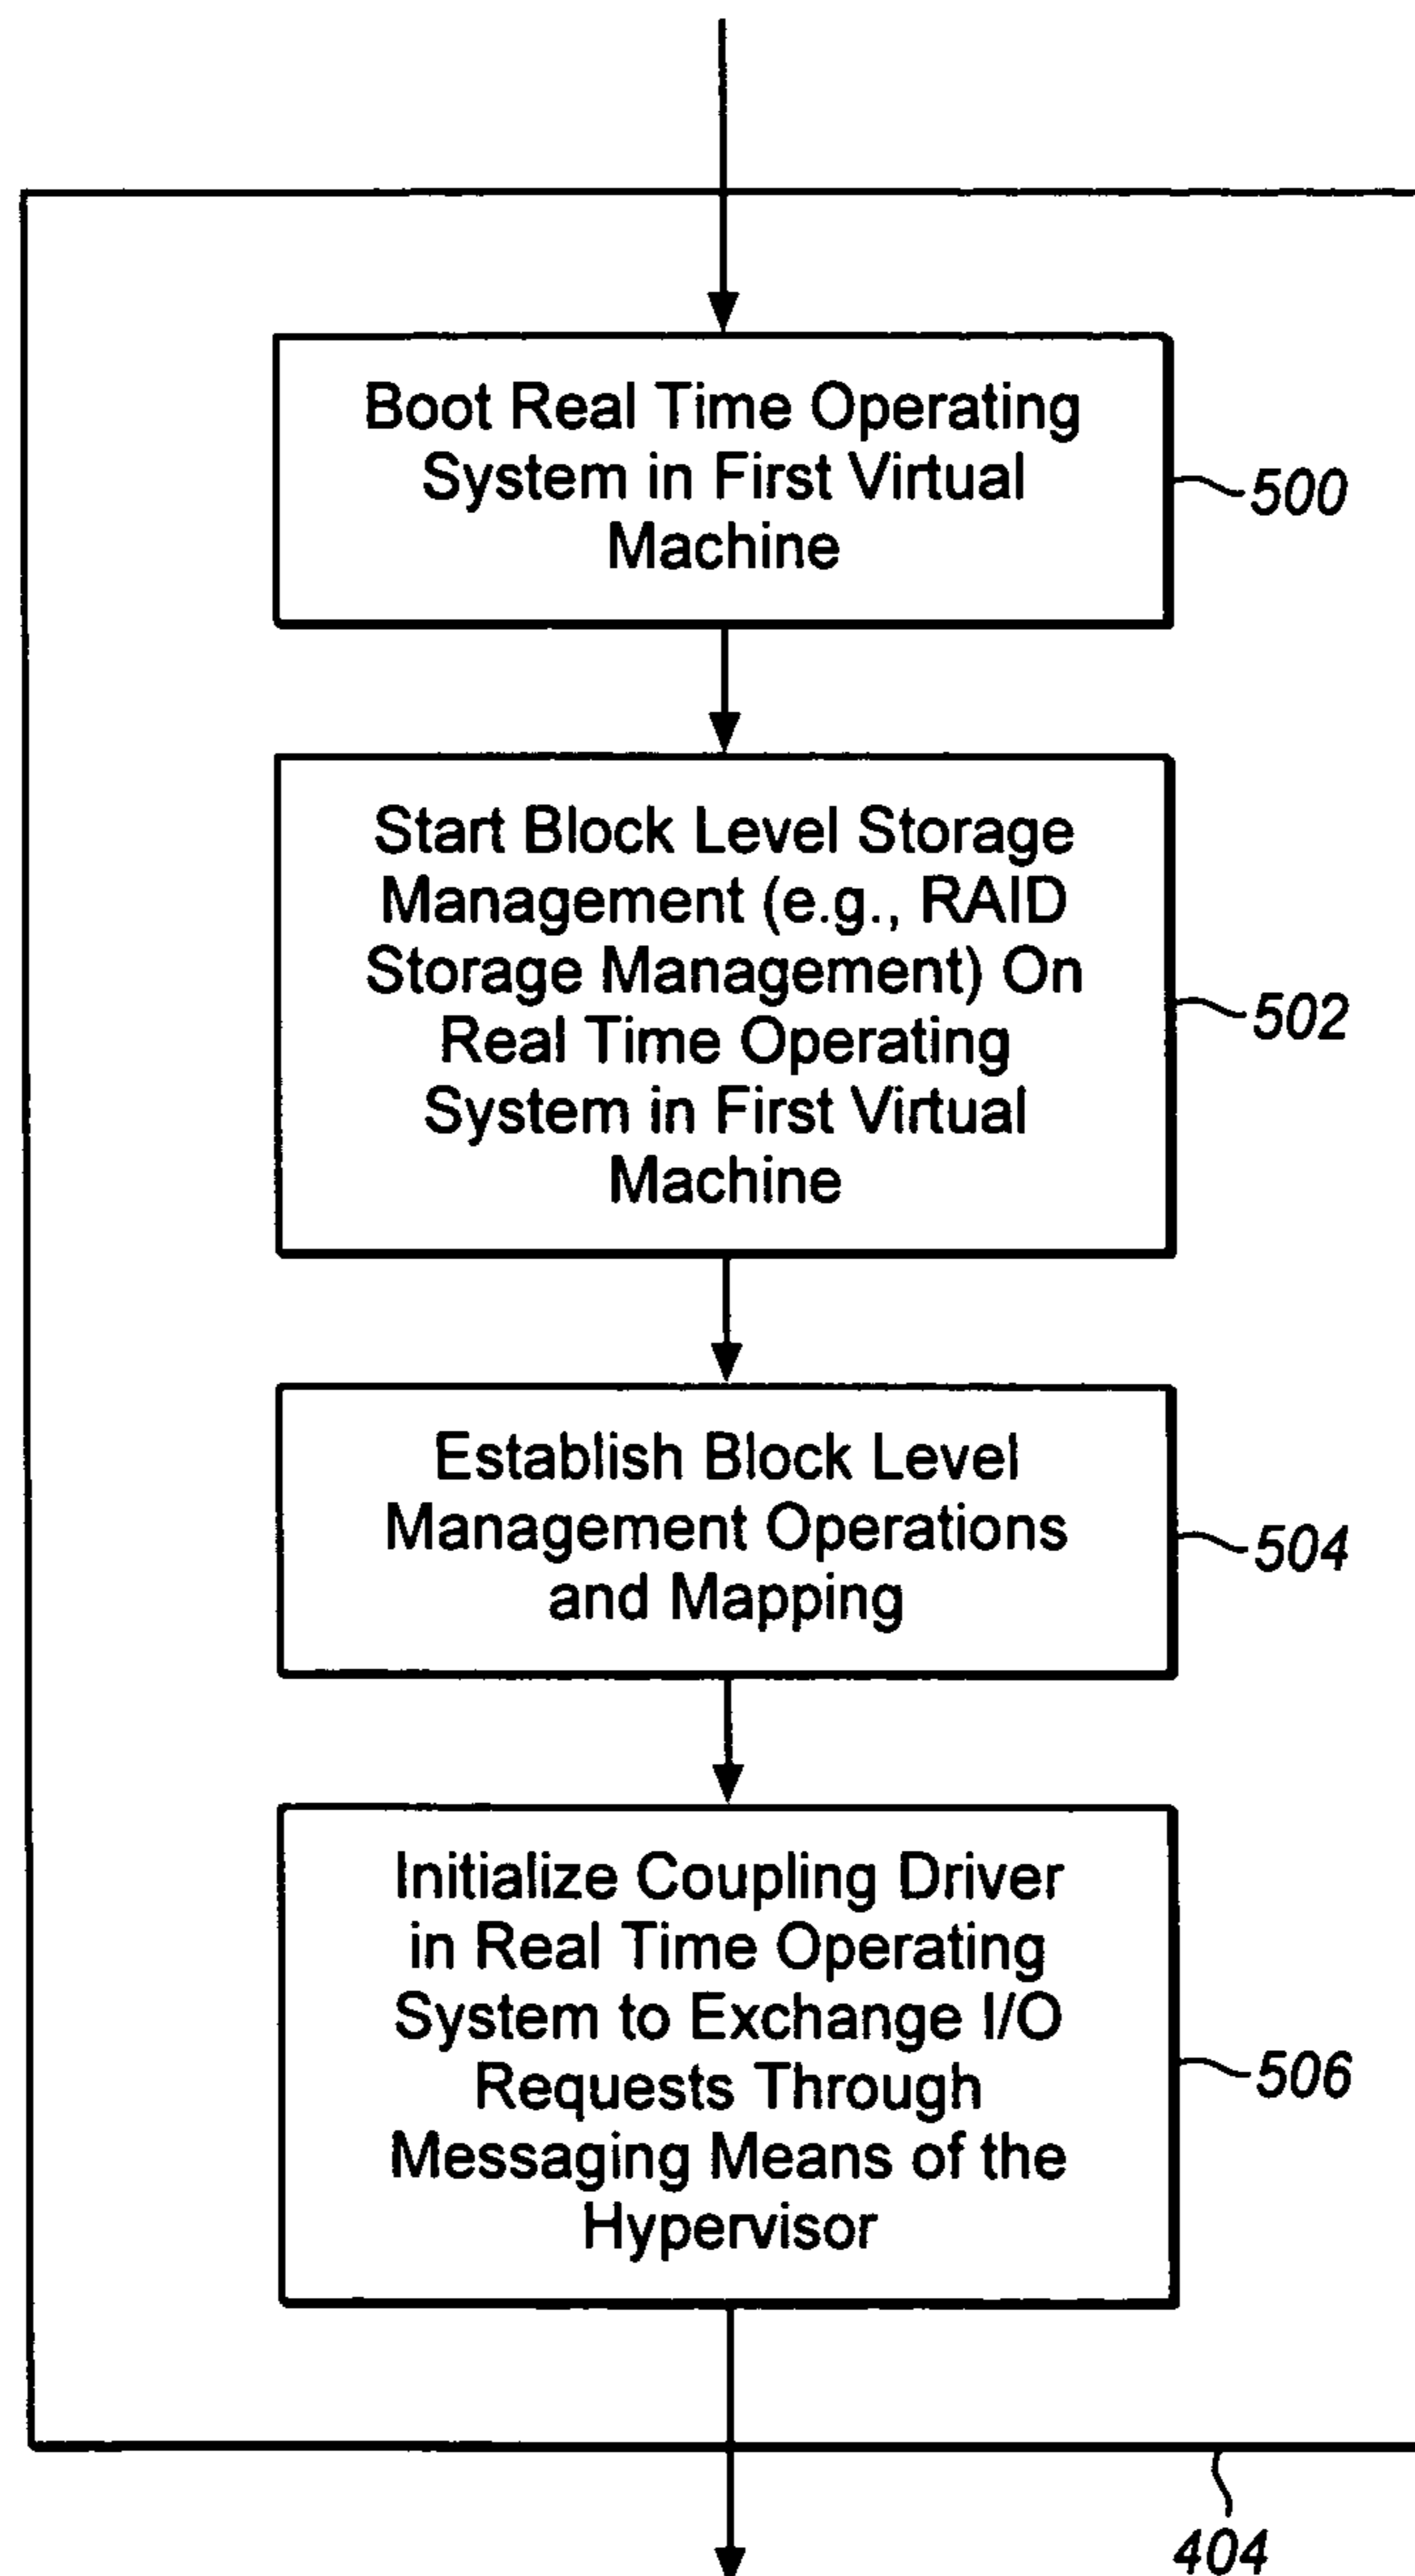 Boot Real Time Operating
System in First Virtual
Machine
500
Start Block Level Storage
Management (e.g., RAID
Storage Management) On
Real Time Operating
System in First Virtual
Machine
502
Establish Block Level
Management Operations
and Mapping
504
Initialize Coupling Driver
in Real Time Operating
System to Exchange I/O
Requests Through
Messaging Means of the
Hypervisor
506
404